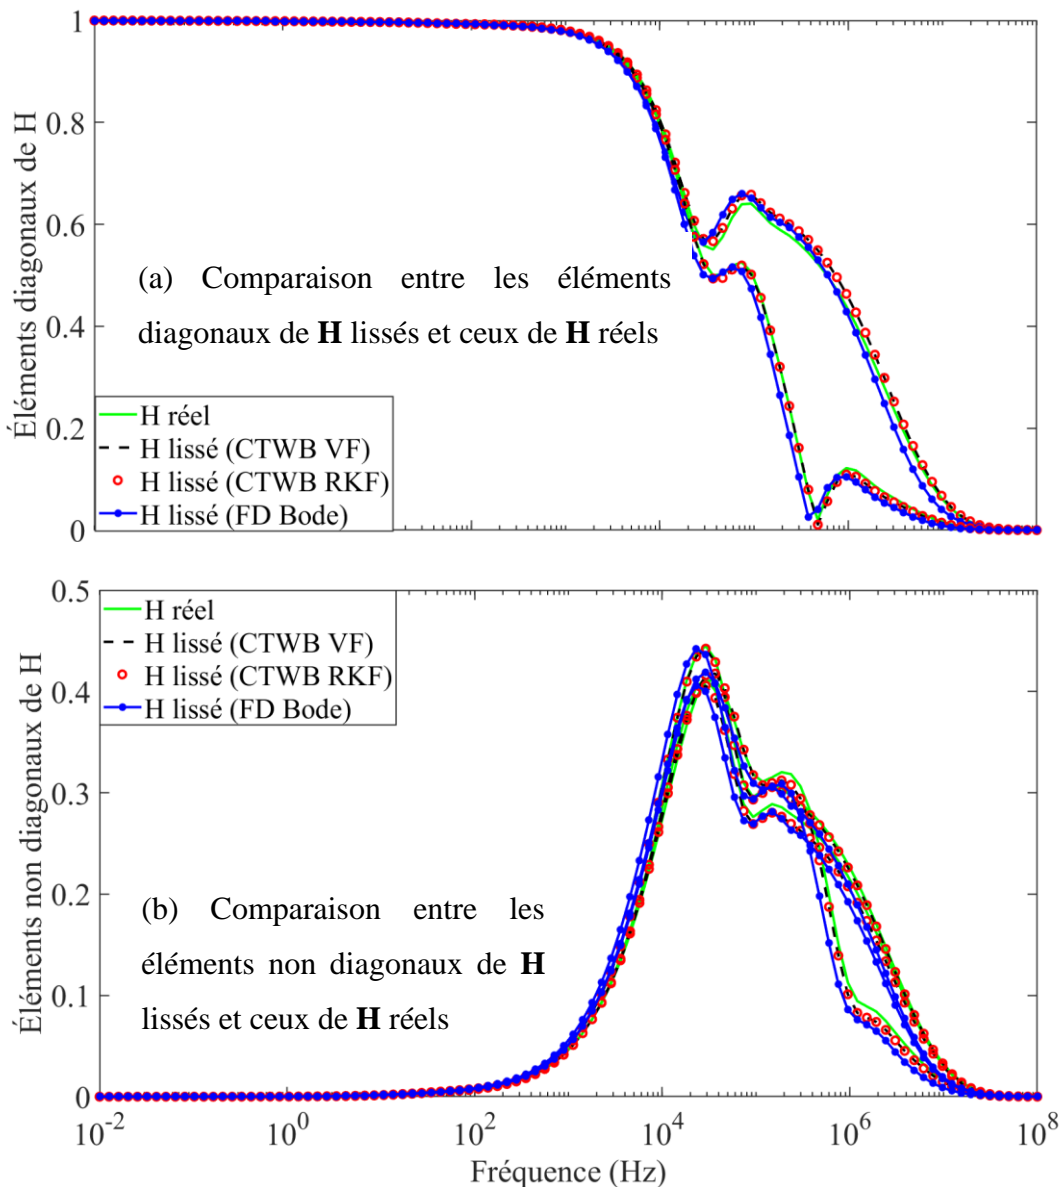 1
0.8
0.6
0.4
0.2
0
Éléments diagonaux de H
(a) Comparaison entre les éléments
diagonaux de H lissés et ceux de H réels
H réel
H lissé (CTWB VF)
H lissé (CTWB RKF)
H lissé (FD Bode)
0.5
0.4
0.3
0.2
0.1
0
Éléments non diagonaux de H
H réel
H lissé (CTWB VF)
H lissé (CTWB RKF)
H lissé (FD Bode)
(b) Comparaison entre les
éléments non diagonaux de H
lissés et ceux de H réels
10⁻² 10⁰ 10² 10⁴ 10⁶ 10⁸
Fréquence (Hz)